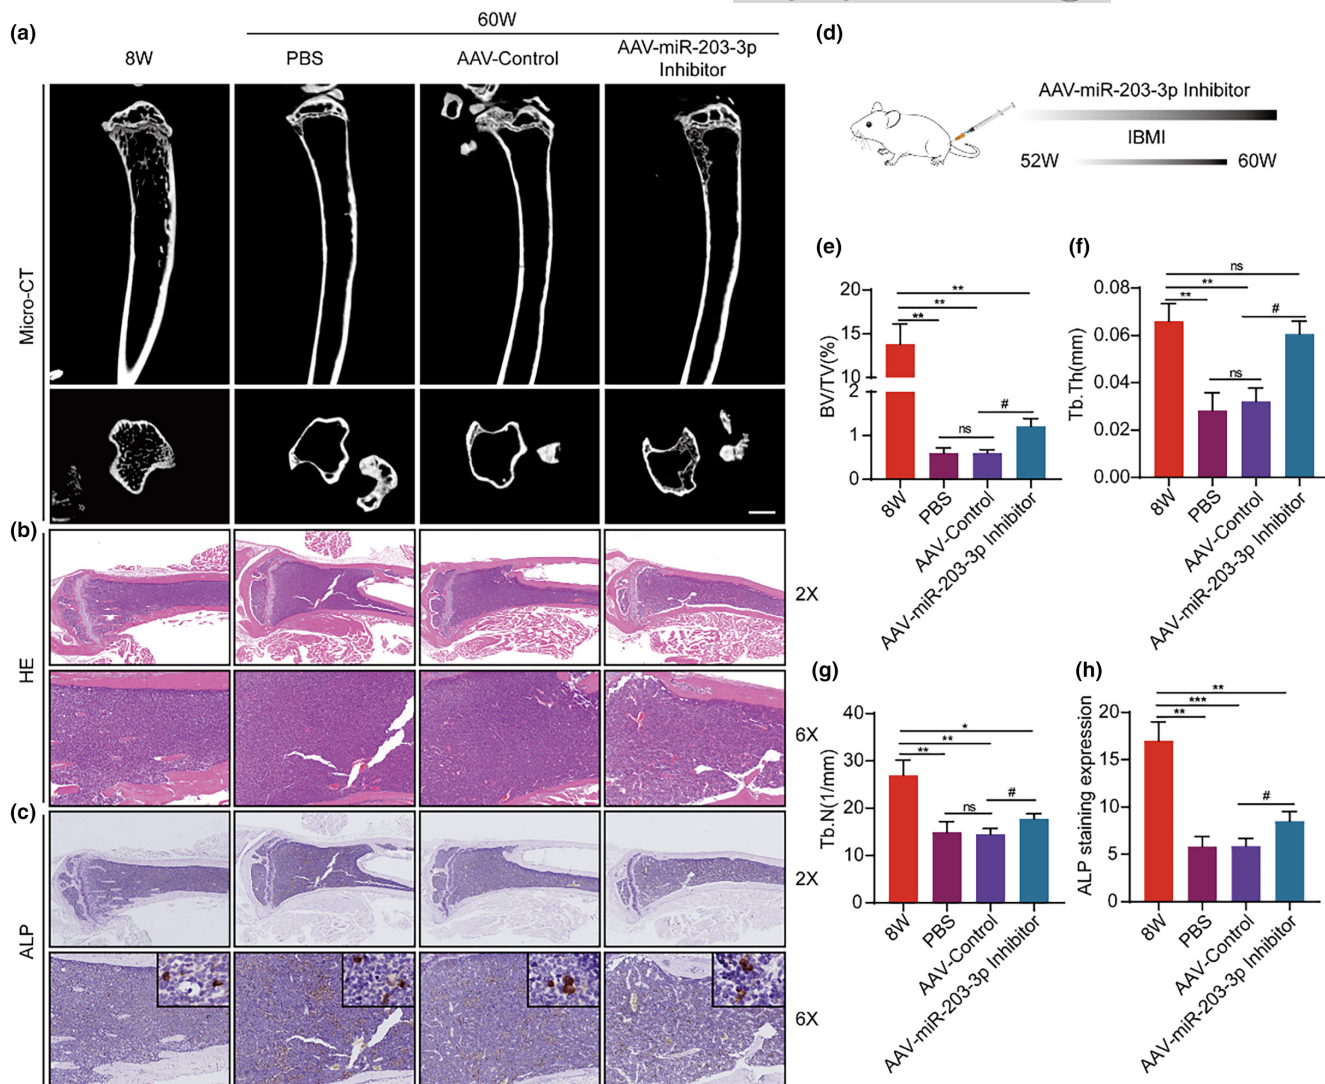 (a)
60W
8W
PBS
AAV-Control
AAV-miR-203-3p
Inhibitor
Micro-CT
(b)
HE
2X
6X
(c)
ALP
2X
6X
(d)
AAV-miR-203-3p Inhibitor
IBMI
52W
60W
(e)
BV/TV(%)
20
15
10
2
1
0
**
**
**
ns
#
8W
PBS
AAV-Control
AAV-miR-203-3p Inhibitor
(f)
Tb.Th(mm)
0.08
0.06
0.04
0.02
0.00
ns
**
**
#
ns
8W
PBS
AAV-Control
AAV-miR-203-3p Inhibitor
(g)
Tb.N(1/mm)
40
30
20
10
0
*
**
**
ns
#
8W
PBS
AAV-Control
AAV-miR-203-3p Inhibitor
(h)
ALP staining expression
20
15
10
5
0
**
***
**
#
8W
PBS
AAV-Control
AAV-miR-203-3p Inhibitor